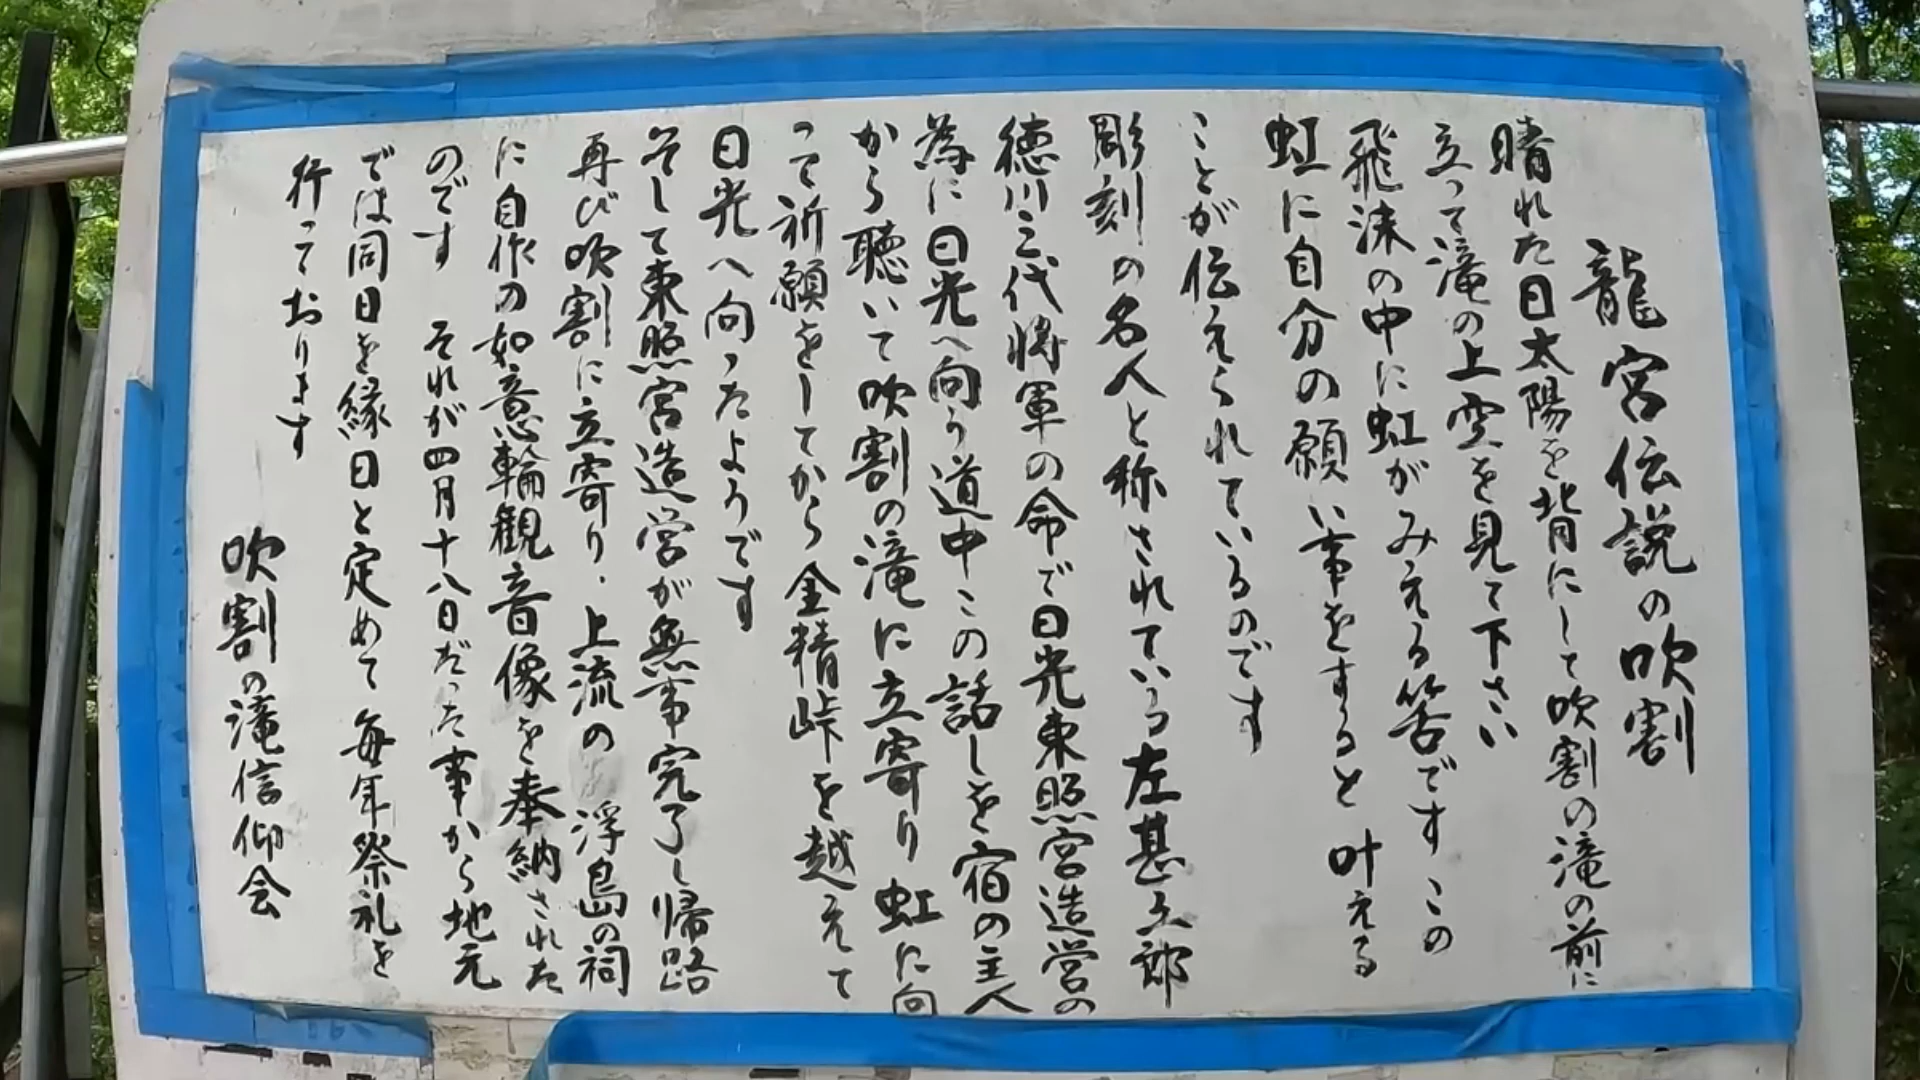 龍宮伝説の吹割
晴れた日太陽を背にして吹割の滝の前に
立って滝の上空を見て下さい
飛沫の中に虹がみえる筈です この
虹に自分の願い事をすると 叶える
ことが伝えられているのです
彫刻の名人と称されている左甚五郎
徳川三代将軍の命で日光東照宮造営の
為に日光へ向う道中この話しを宿の主人
から聴いて吹割の滝に立寄り 虹に向
って祈願をしてから金精峠を越えて
日光へ向ったようです
そして東照宮造営が無事完了し帰路
再び吹割に立寄り、上流の浮島の祠
に自作の如意輪観音像を奉納された
のです それが四月十八日だった事から地元
では同日を縁日と定めて 毎年祭礼を
行っております
吹割の滝信仰会